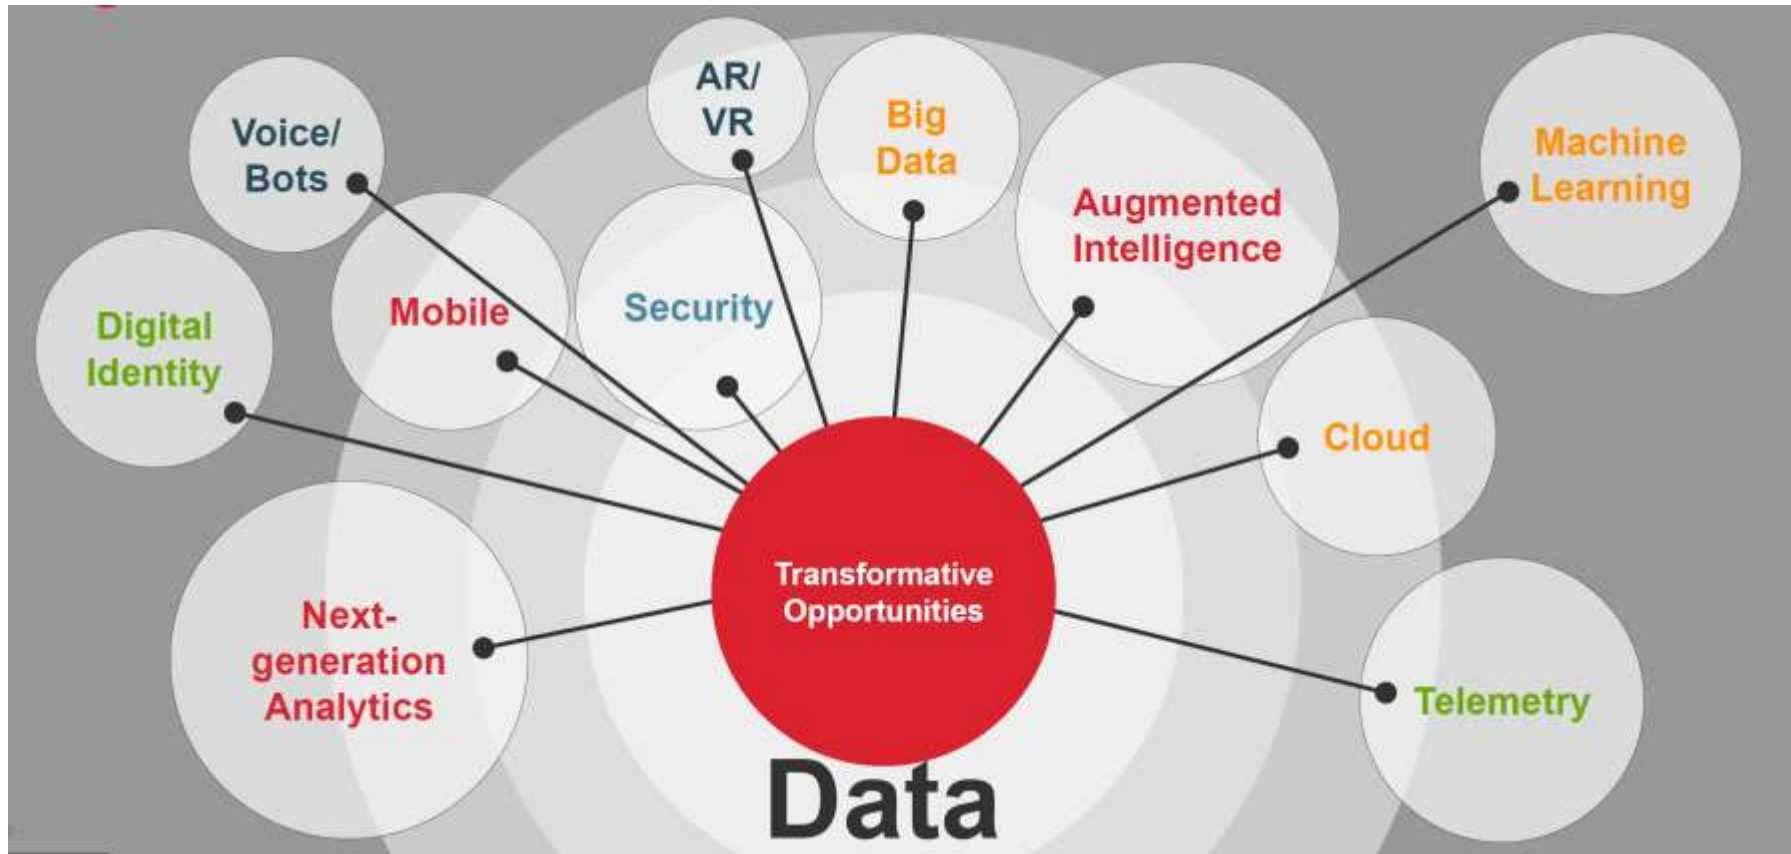 AR/
VR
Big
Data
Voice/
Bots
Machine
Learning
Augmented
Intelligence
Digital
Identity
Mobile
Security
Cloud
Transformative
Opportunities
Next-
generation
Analytics
Telemetry
Data